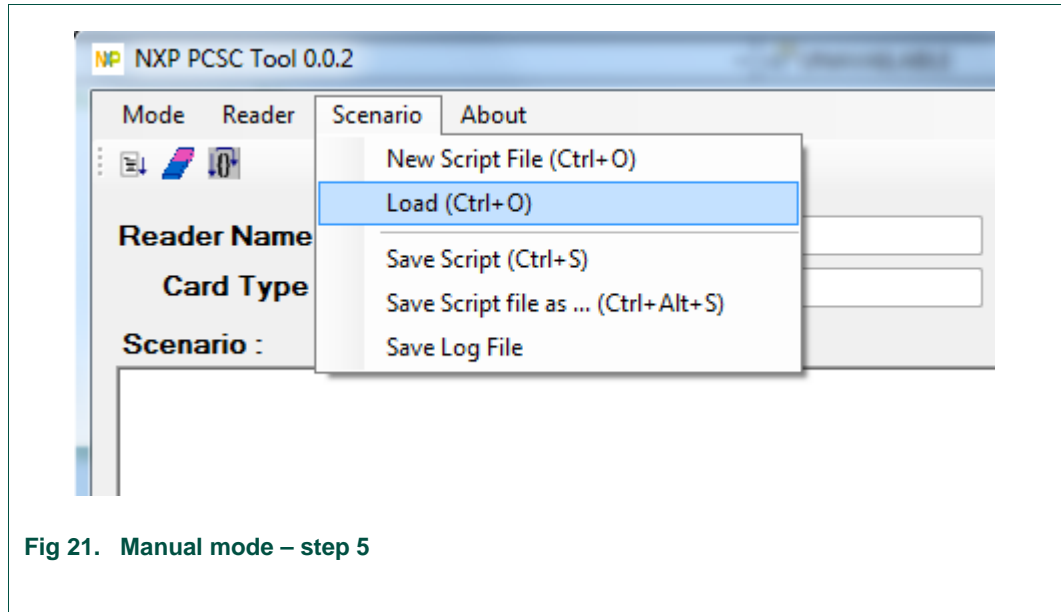 NXP PCSC Tool 0.0.2
Mode Reader Scenario About
New Script File (Ctrl+O)
Load (Ctrl+O)
Reader Name
Save Script (Ctrl+S)
Card Type
Save Script file as ... (Ctrl+Alt+S)
Scenario :
Save Log File
Fig 21. Manual mode – step 5